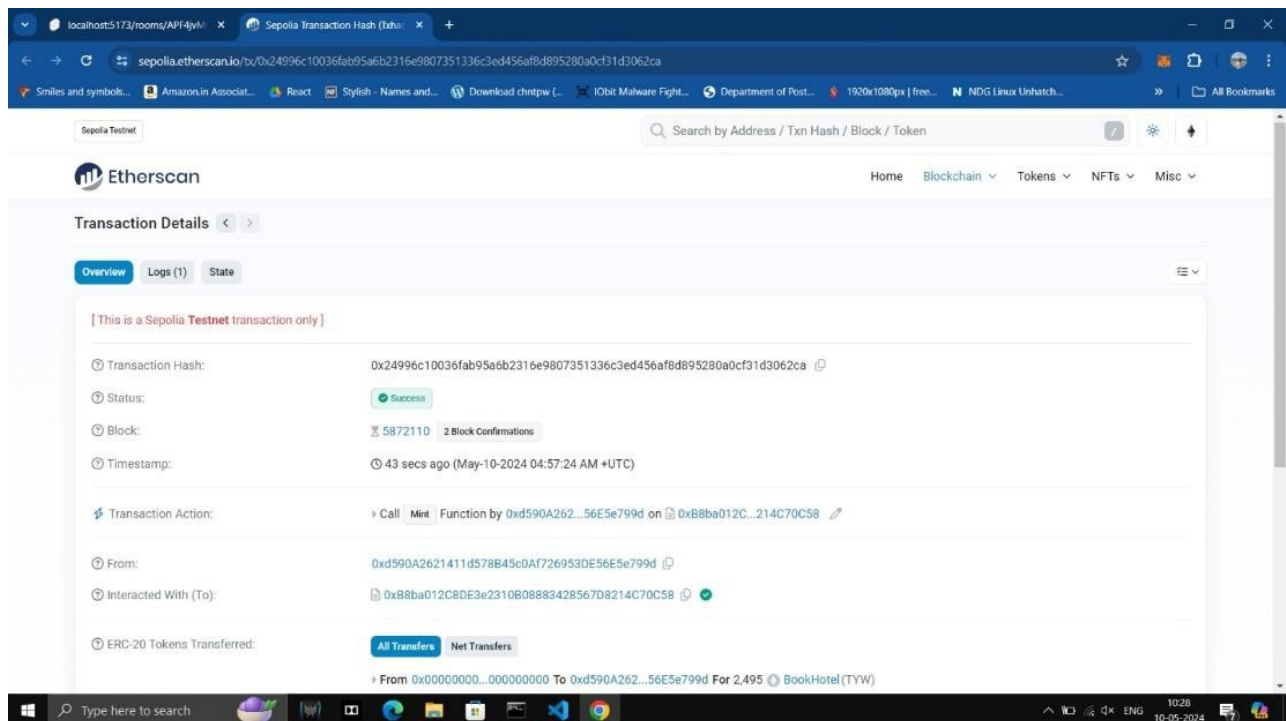 localhost:5173/rooms/APF4jvM
Sepolia Transaction Hash (Txha:
sepolia.etherscan.io/tx/0x24996c10036fab95a6b2316e9807351336c3ed456af8d895280a0cf31d3062ca
Smiles and symbols... Amazon.in Associat... React Stylish - Names and... Download chntpw (... IObit Malware Fight... Department of Post... 1920x1080px | free... NDG Linux Unhatch... » All Bookmarks
Sepolia Testnet
Search by Address / Txn Hash / Block / Token /
Etherscan
Home Blockchain Tokens NFTs Misc
Transaction Details < >
Overview Logs (1) State
[ This is a Sepolia Testnet transaction only ]
Transaction Hash: 0x24996c10036fab95a6b2316e9807351336c3ed456af8d895280a0cf31d3062ca
Status: Success
Block: 5872110 2 Block Confirmations
Timestamp: 43 secs ago (May-10-2024 04:57:24 AM +UTC)
Transaction Action: Call Mint Function by 0xd590A262...56E5e799d on 0xB8ba012C...214C70C58
From: 0xd590A2621411d578B45c0Af726953DE56E5e799d
Interacted With (To): 0xB8ba012C8DE3e2310B08883428567D8214C70C58
ERC-20 Tokens Transferred: All Transfers Net Transfers
From 0x00000000...000000000 To 0xd590A262...56E5e799d For 2,495 BookHotel (TYW)
Type here to search
ENG 10:28
10-05-2024